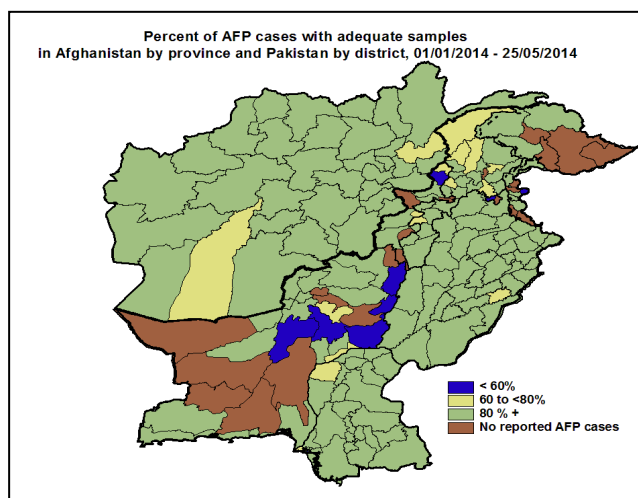 Percent of AFP cases with adequate samples
in Afghanistan by province and Pakistan by district, 01/01/2014 - 25/05/2014
< 60%
60 to <80%
80 % +
No reported AFP cases